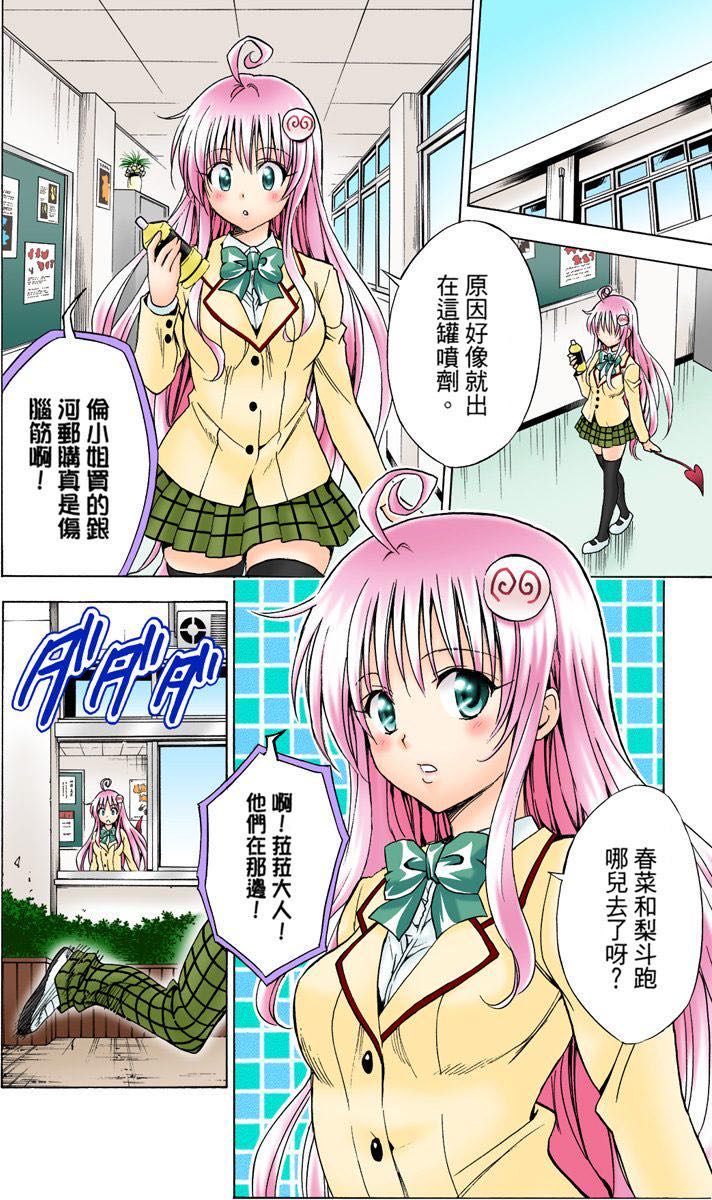 原因好像就出
在這罐噴劑。
倫小姐買的銀
河郵購真是傷
腦筋啊！
春菜和梨斗跑
哪兒去了呀？
啊！菈菈大人！
他們在那邊！
ダダダ